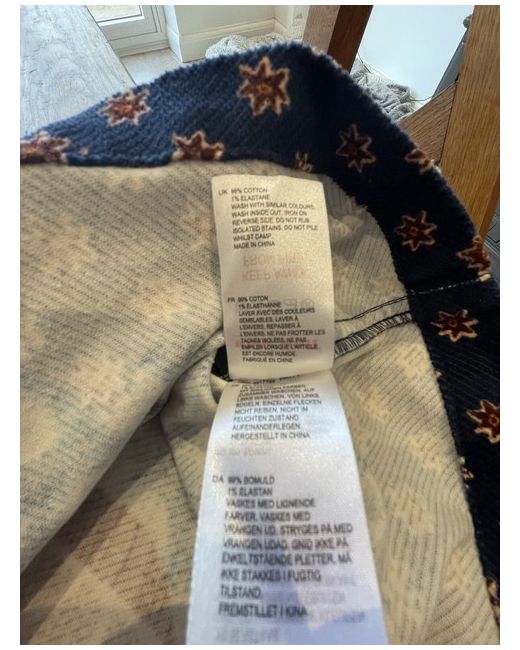 UK 99% COTTON
1% ELASTANE
WASH WITH SIMILAR COLOURS.
WASH INSIDE OUT, IRON ON
REVERSE SIDE, DO NOT RUB
ISOLATED STAINS, DO NOT PILE
WHILST DAMP.
MADE IN CHINA
KEEP AWAY
FROM FIRE
FR 99% COTON
1% ELASTHANNE
LAVER AVEC DES COULEURS
SEMBLABLES, LAVER À
L'ENVERS, REPASSER À
L'ENVERS, NE PAS FROTTER LES
TACHES ISOLÉES, NE PAS
EMPILER LORSQUE L'ARTICLE
EST ENCORE HUMIDE.
FABRIQUÉ EN CHINE
ZUSAMMEN WASCHEN, AUF
LINKS WASCHEN, VON LINKS
BÜGELN, EINZELNE FLECKEN
NICHT REIBEN, NICHT IN
FEUCHTEN ZUSTAND
AUFEINANDERLEGEN.
HERGESTELLT IN CHINA
DA 99% BOMULD
1% ELASTAN
VASKES MED LIGNENDE
FARVER, VASKES MED
VRANGEN UD, STRYGES PÅ MED
VRANGEN UDAD, GNID IKKE PÅ
ENKELTSTÅENDE PLETTER, MÅ
IKKE STAKKES I FUGTIG
TILSTAND.
FREMSTILLET I KINA